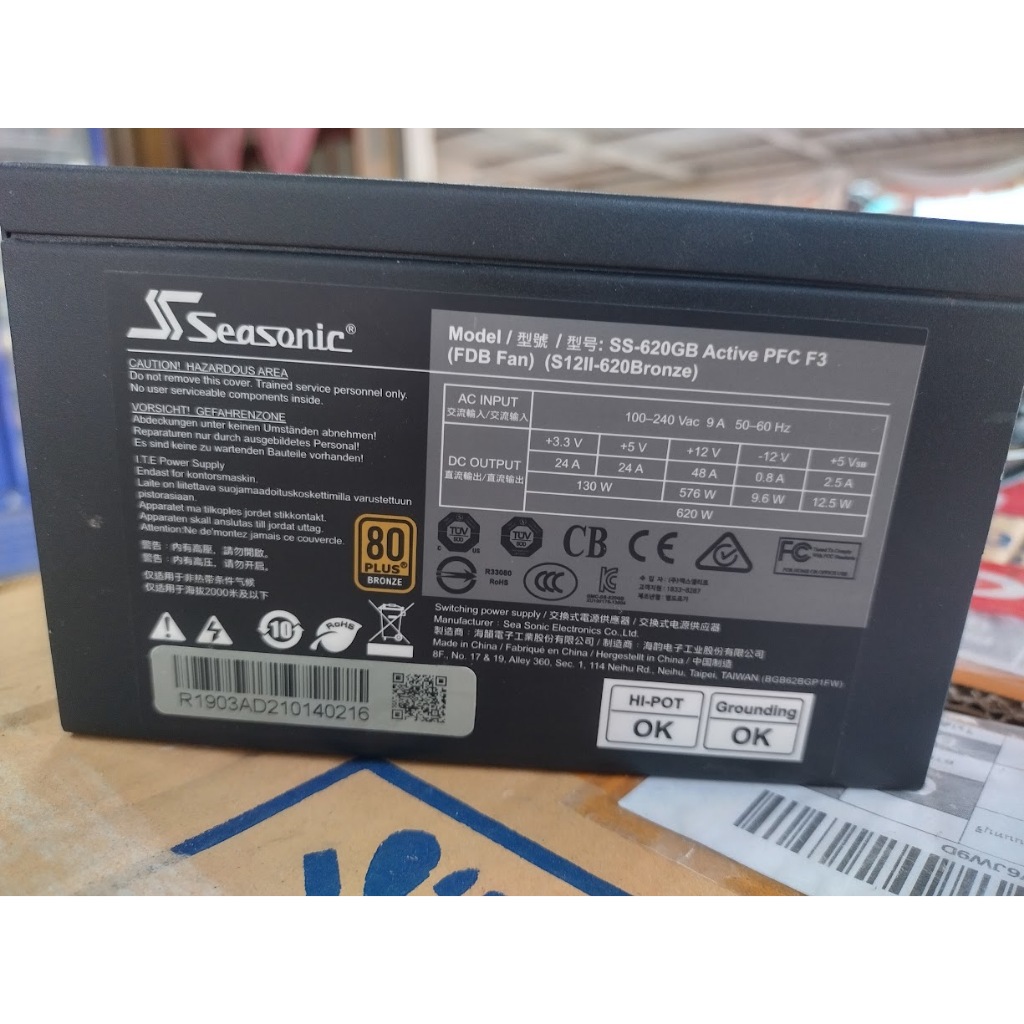 Seasonic®
CAUTION! HAZARDOUS AREA
Do not remove this cover. Trained service personnel only.
No user serviceable components inside.
VORSICHT! GEFAHRENZONE
Abdeckungen unter keinen Umständen abnehmen!
Reparaturen nur durch ausgebildetes Personal!
Es sind keine zu wartenden Bauteile vorhanden!
I.T.E Power Supply
Endast for kontorsmaskin.
Laite on liitettava suojamaadoituskoskettimilla varustettuun
pistorasiaan.
Apparatet ma tilkoples jordet stikkontakt.
Apparaten skall anslutas till jordat uttag.
Attention:Ne de'montez jamais ce couvercle.
警告：內有高壓，請勿開啟。
警告：内有高压，请勿开启。
仅适用于非热带条件气候
仅适用于海拔2000米及以下
80
PLUS®
BRONZE
10
RoHS
R1903AD210140216
Model / 型號 / 型号: SS-620GB Active PFC F3
(FDB Fan) (S12II-620Bronze)
AC INPUT
交流輸入/交流输入
100–240 Vac 9 A 50–60 Hz
DC OUTPUT
直流輸出/直流输出
+3.3 V +5 V +12 V -12 V +5 VSB
24 A 24 A 48 A 0.8 A 2.5 A
130 W 576 W 9.6 W 12.5 W
620 W
TÜV
C US
TÜV
CB CE
FC
R33080
RoHS
CCC
KC
Switching power supply / 交換式電源供應器 / 交换式电源供应器
Manufacturer : Sea Sonic Electronics Co.,Ltd.
製造商：海韻電子工業股份有限公司 / 制造商：海韵电子工业股份有限公司
Made in China / Fabriqué en China / Hergestellt in China / 中国制造
8F., No. 17 & 19, Alley 360, Sec. 1, 114 Neihu Rd., Neihu, Taipei, TAIWAN (BGB62BGP1FW)
HI-POT
OK
Grounding
OK